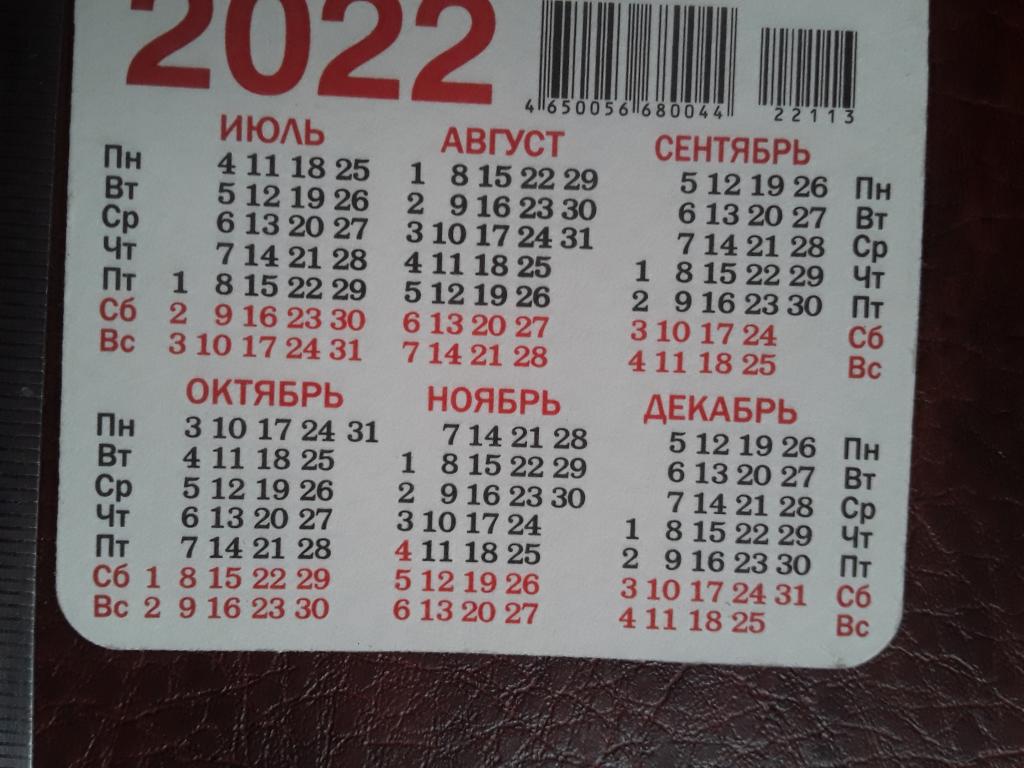 2022
4 650056 680044
22113
ИЮЛЬ АВГУСТ СЕНТЯБРЬ
Пн 4 11 18 25 1 8 15 22 29 5 12 19 26 Пн
Вт 5 12 19 26 2 9 16 23 30 6 13 20 27 Вт
Ср 6 13 20 27 3 10 17 24 31 7 14 21 28 Ср
Чт 7 14 21 28 4 11 18 25 1 8 15 22 29 Чт
Пт 1 8 15 22 29 5 12 19 26 2 9 16 23 30 Пт
Сб 2 9 16 23 30 6 13 20 27 3 10 17 24 Сб
Вс 3 10 17 24 31 7 14 21 28 4 11 18 25 Вс
ОКТЯБРЬ НОЯБРЬ ДЕКАБРЬ
Пн 3 10 17 24 31 7 14 21 28 5 12 19 26 Пн
Вт 4 11 18 25 1 8 15 22 29 6 13 20 27 Вт
Ср 5 12 19 26 2 9 16 23 30 7 14 21 28 Ср
Чт 6 13 20 27 3 10 17 24 1 8 15 22 29 Чт
Пт 7 14 21 28 4 11 18 25 2 9 16 23 30 Пт
Сб 1 8 15 22 29 5 12 19 26 3 10 17 24 31 Сб
Вс 2 9 16 23 30 6 13 20 27 4 11 18 25 Вс